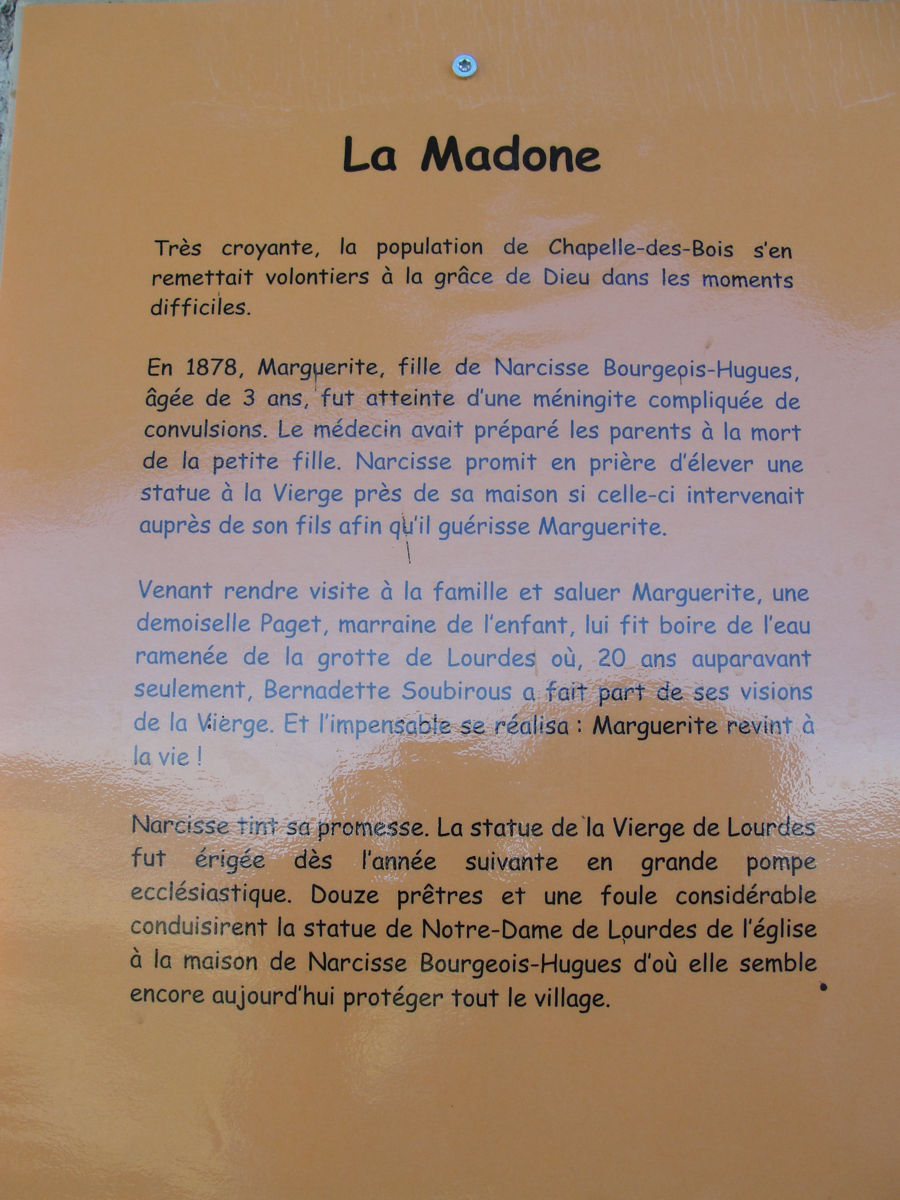 La Madone
Très croyante, la population de Chapelle-des-Bois s'en
remettait volontiers à la grâce de Dieu dans les moments
difficiles.
En 1878, Marguerite, fille de Narcisse Bourgeois-Hugues,
âgée de 3 ans, fut atteinte d'une méningite compliquée de
convulsions. Le médecin avait préparé les parents à la mort
de la petite fille. Narcisse promit en prière d'élever une
statue à la Vierge près de sa maison si celle-ci intervenait
auprès de son fils afin qu'il guérisse Marguerite.
Venant rendre visite à la famille et saluer Marguerite, une
demoiselle Paget, marraine de l'enfant, lui fit boire de l'eau
ramenée de la grotte de Lourdes où, 20 ans auparavant
seulement, Bernadette Soubirous a fait part de ses visions
de la Vierge. Et l'impensable se réalisa : Marguerite revint à
la vie !
Narcisse tint sa promesse. La statue de la Vierge de Lourdes
fut érigée dès l'année suivante en grande pompe
ecclésiastique. Douze prêtres et une foule considérable
conduisirent la statue de Notre-Dame de Lourdes de l'église
à la maison de Narcisse Bourgeois-Hugues d'où elle semble
encore aujourd'hui protéger tout le village.